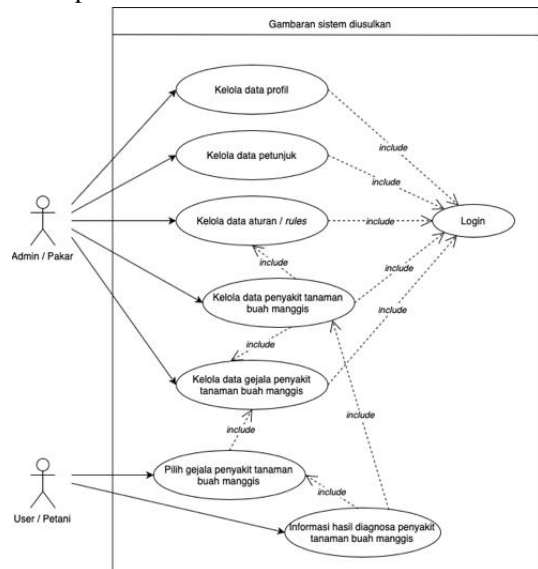 Gambaran sistem diusulkan
Kelola data profil
include
Kelola data petunjuk
include
Kelola data aturan / rules
include
Login
Admin / Pakar
include
include
Kelola data penyakit tanaman
buah manggis
include
include
Kelola data gejala penyakit
tanaman buah manggis
include
include
Pilih gejala penyakit tanaman
buah manggis
include
User / Petani
Informasi hasil diagnosa penyakit
tanaman buah manggis